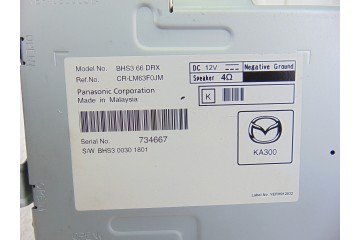 Model No. BHS3 66 DRX
Ref.No. CR-LM63F0JM
Panasonic Corporation
Made in Malaysia
DC 12V Negative Ground
Speaker 4Ω
K
Serial No. 734667
S/W BHS3 0030 1801
KA300